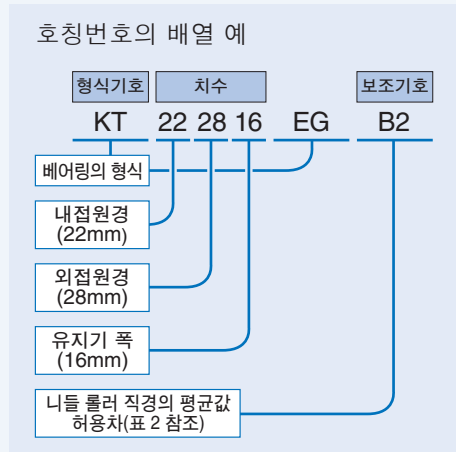 호칭번호의 배열 예
형식기호 치수 보조기호
KT 22 28 16 EG B2
베어링의 형식
내접원경
(22mm)
외접원경
(28mm)
유지기 폭
(16mm)
니들 롤러 직경의 평균값
허용차(표 2 참조)